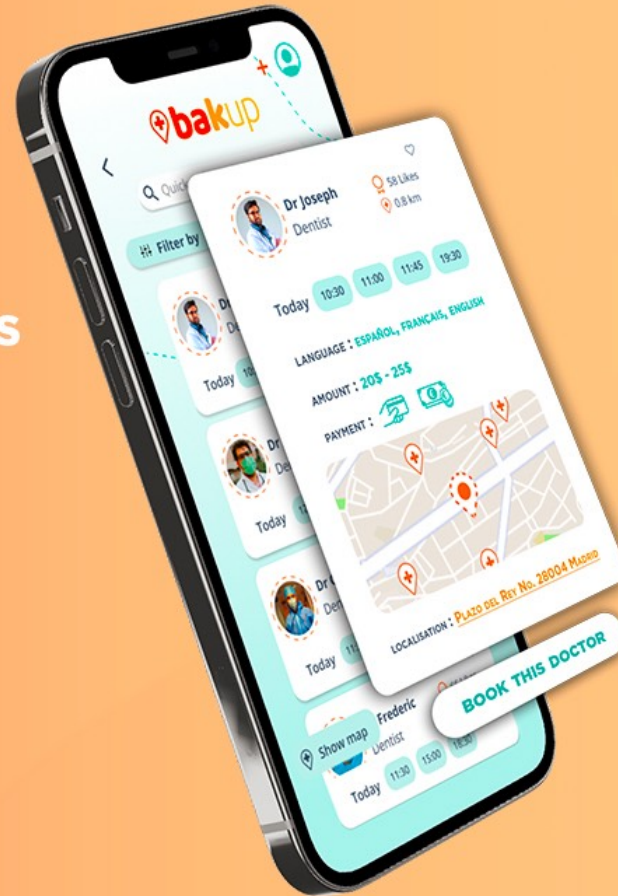 s
bakup
Quick
Filter by
Dr Joseph
Dentist
58 Likes
0.8 km
Today 10:30 11:00 11:45 19:30
LANGUAGE : ESPAÑOL, FRANÇAIS, ENGLISH
AMOUNT : 20$ - 25$
PAYMENT :
LOCALISATION : PLAZO DEL REY NO. 28004 MADRID
BOOK THIS DOCTOR
Today
Today
Dr
Today
Frederic
Dentist
Show map
Today 11:30 15:00 18:30